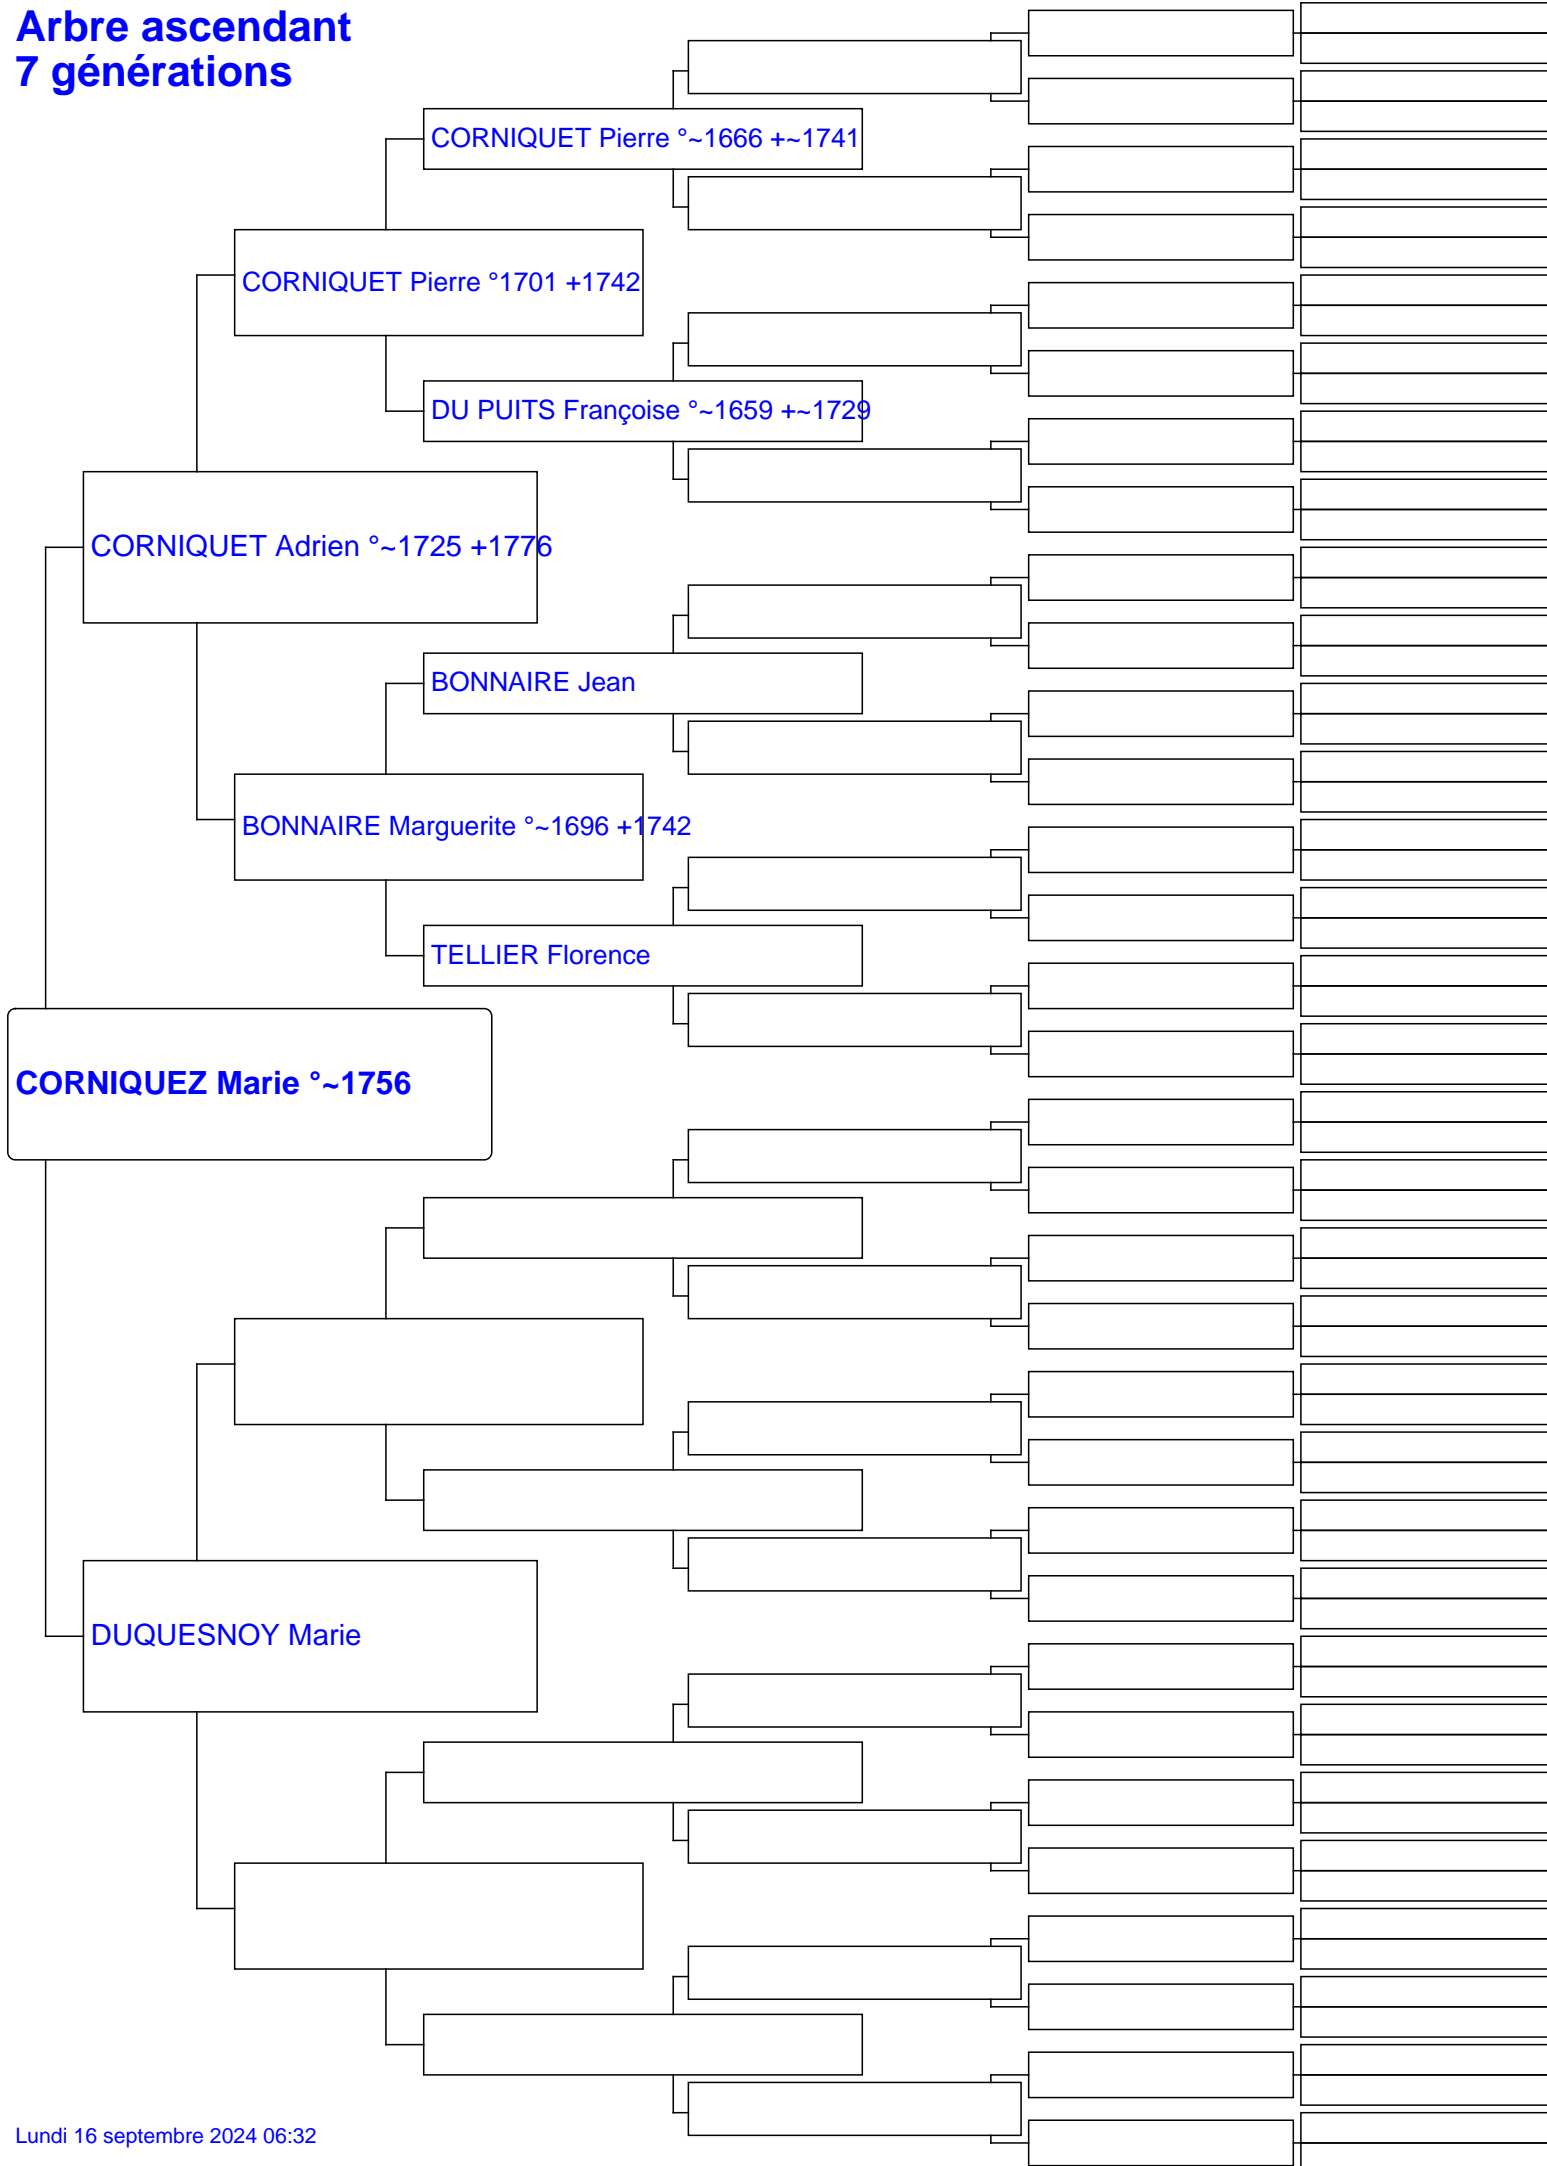 Arbre ascendant
7 générations
CORNIQUET Pierre °~1666 +~1741
CORNIQUET Pierre °1701 +1742
DU PUITS Françoise °~1659 +~1729
CORNIQUET Adrien °~1725 +1776
BONNAIRE Jean
BONNAIRE Marguerite °~1696 +1742
TELLIER Florence
CORNIQUEZ Marie °~1756
DUQUESNOY Marie
Lundi 16 septembre 2024 06:32